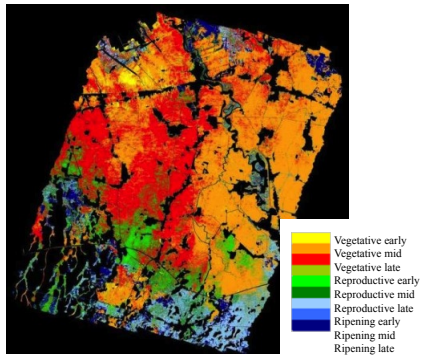 Vegetative early
Vegetative mid
Vegetative late
Reproductive early
Reproductive mid
Reproductive late
Ripening early
Ripening mid
Ripening late